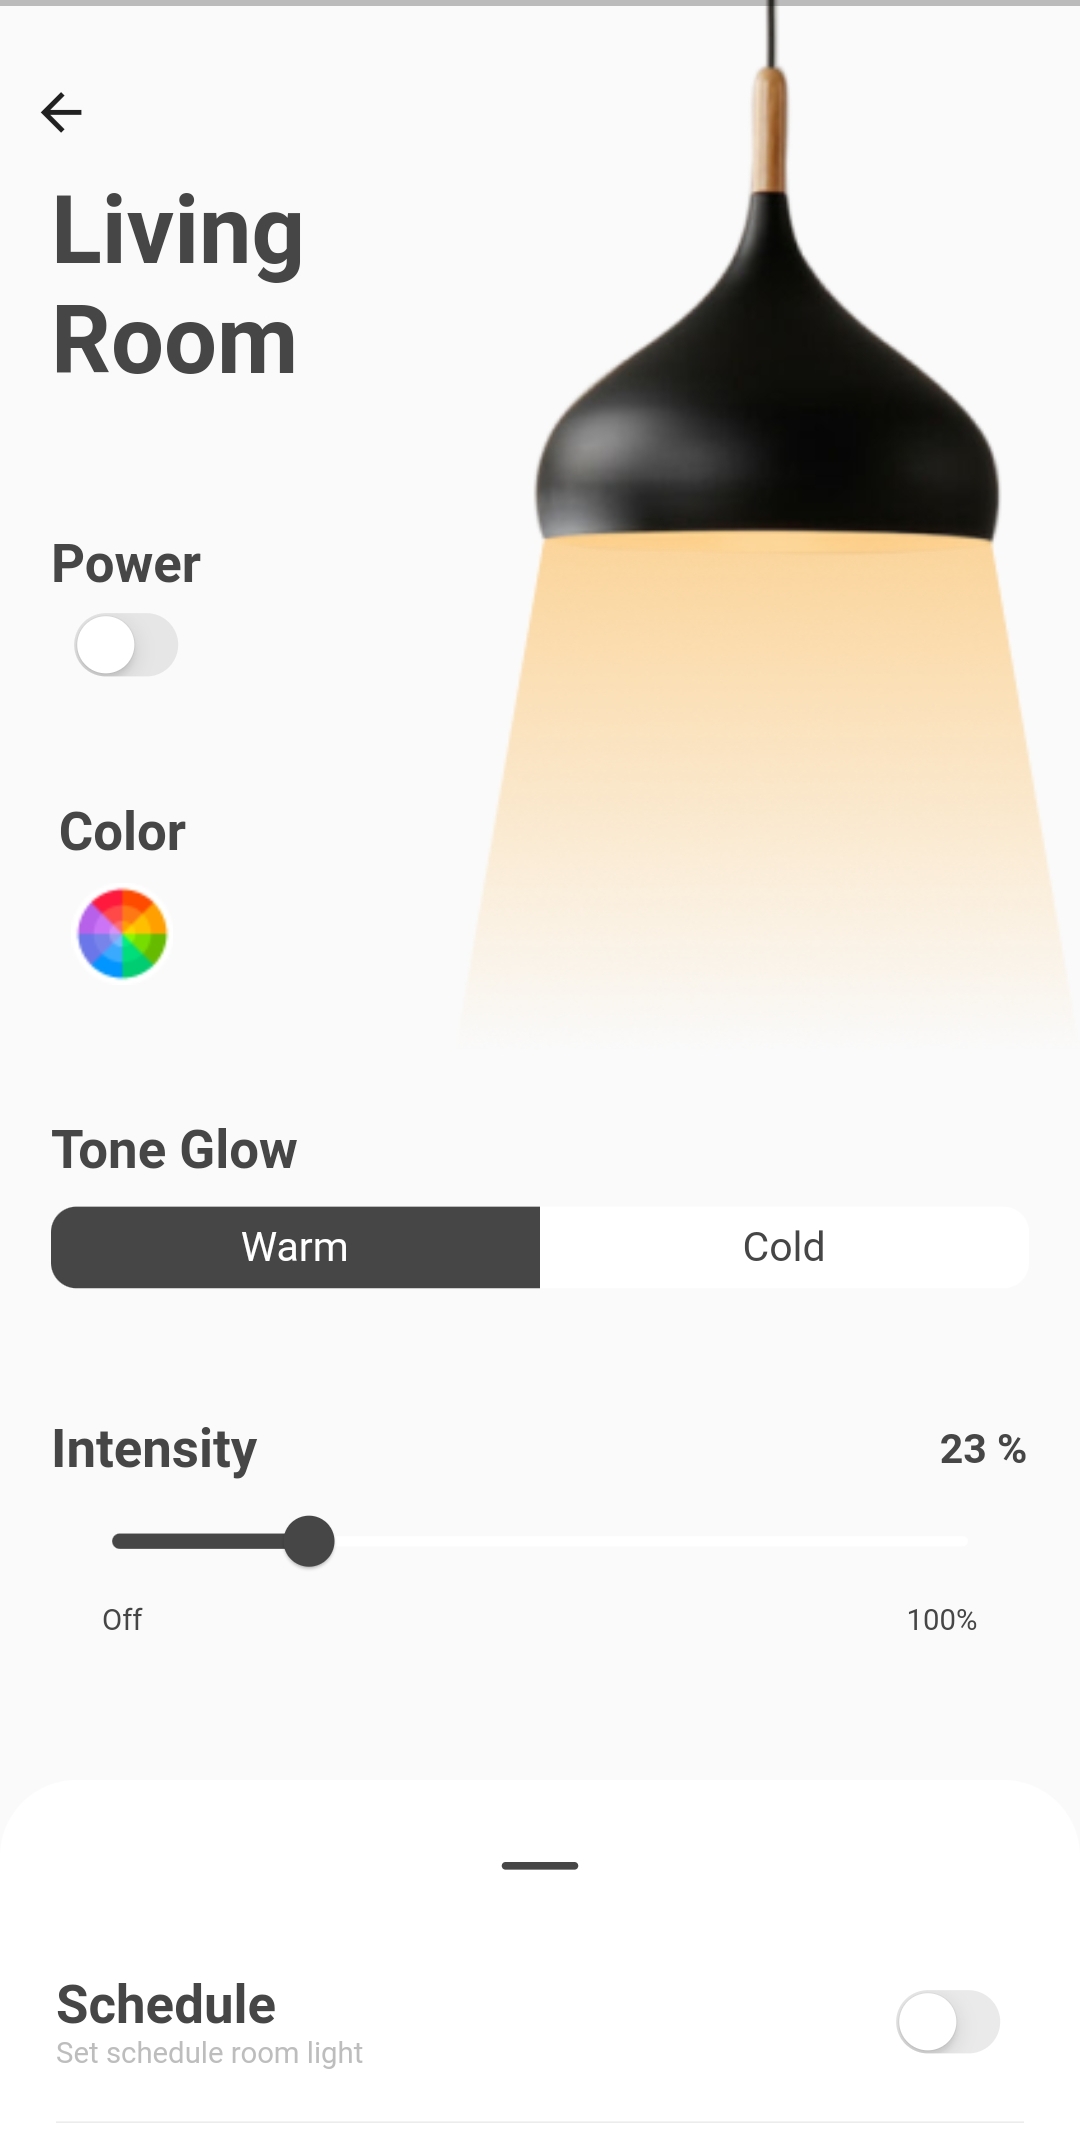 Living
Room
Power
Color
Tone Glow
Warm Cold
Intensity 23 %
Off 100%
Schedule
Set schedule room light